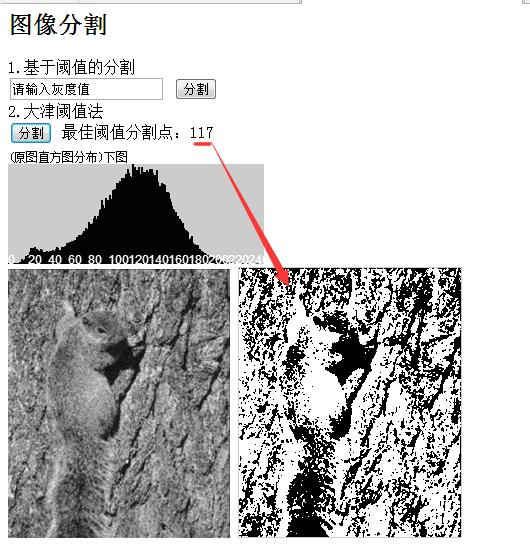 图像分割
1.基于阈值的分割
请输入灰度值 分割
2.大津阈值法
分割 最佳阈值分割点：117
(原图直方图分布)下图
0 20 40 60 80 100120140160180200220240